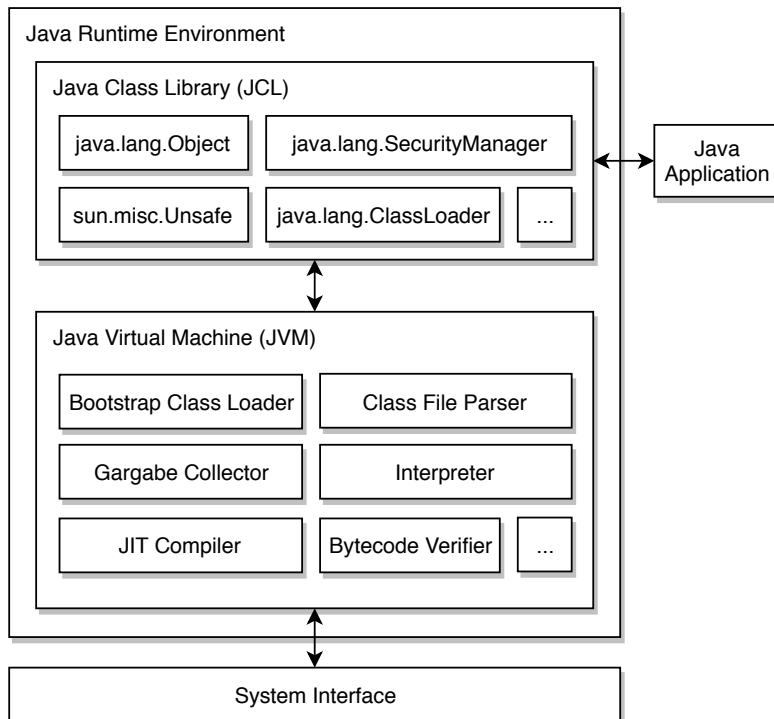 Java Runtime Environment
Java Class Library (JCL)
java.lang.Object
java.lang.SecurityManager
sun.misc.Unsafe
java.lang.ClassLoader
...
Java
Application
Java Virtual Machine (JVM)
Bootstrap Class Loader
Class File Parser
Gargabe Collector
Interpreter
JIT Compiler
Bytecode Verifier
...
System Interface